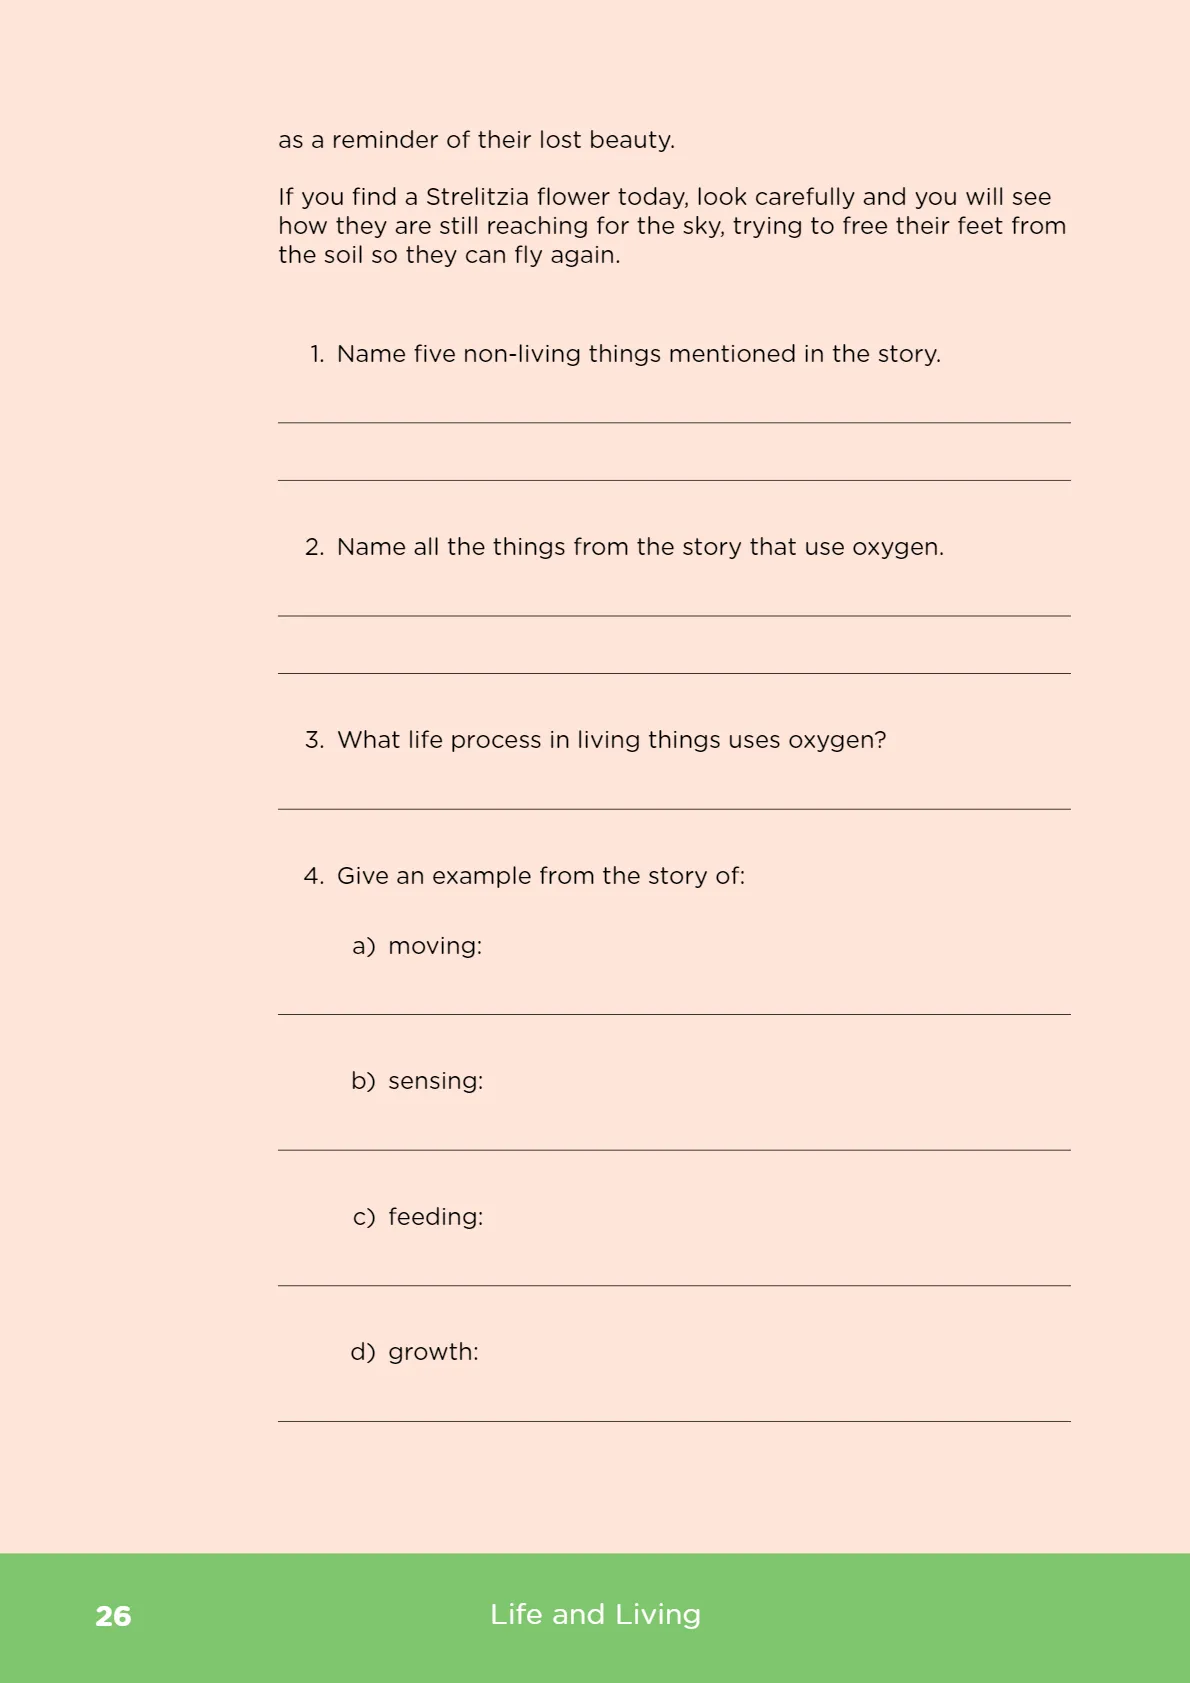 as a reminder of their lost beauty.
If you find a Strelitzia flower today, look carefully and you will see
how they are still reaching for the sky, trying to free their feet from
the soil so they can fly again.
1. Name five non-living things mentioned in the story.
2. Name all the things from the story that use oxygen.
3. What life process in living things uses oxygen?
4. Give an example from the story of:
a) moving:
b) sensing:
c) feeding:
d) growth:
26 Life and Living